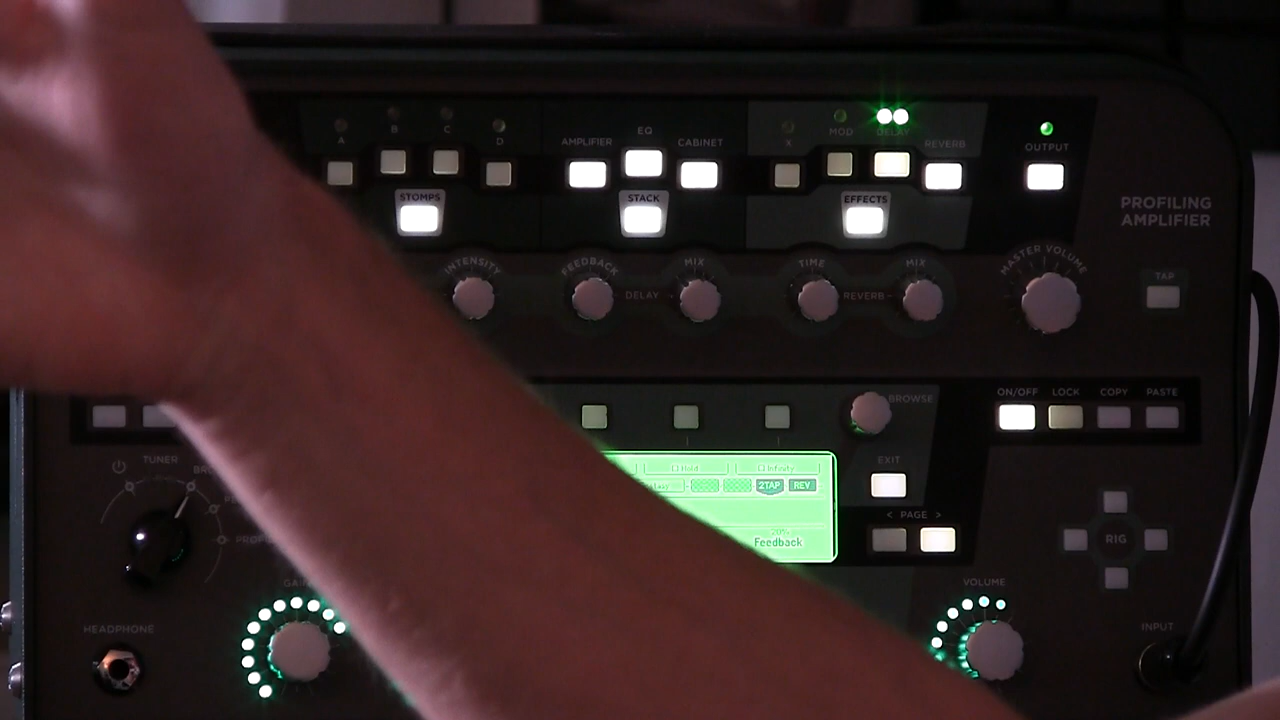 A B C D
AMPLIFIER EQ CABINET
X MOD DELAY REVERB
OUTPUT
STOMPS STACK EFFECTS
PROFILING
AMPLIFIER
INTENSITY FEEDBACK MIX TIME MIX MASTER VOLUME
DELAY REVERB
TAP
BROWSE
ON/OFF LOCK COPY PASTE
TUNER
EXIT
2TAP REV
< PAGE >
20%
Feedback
RIG
GAIN
VOLUME
HEADPHONE
INPUT